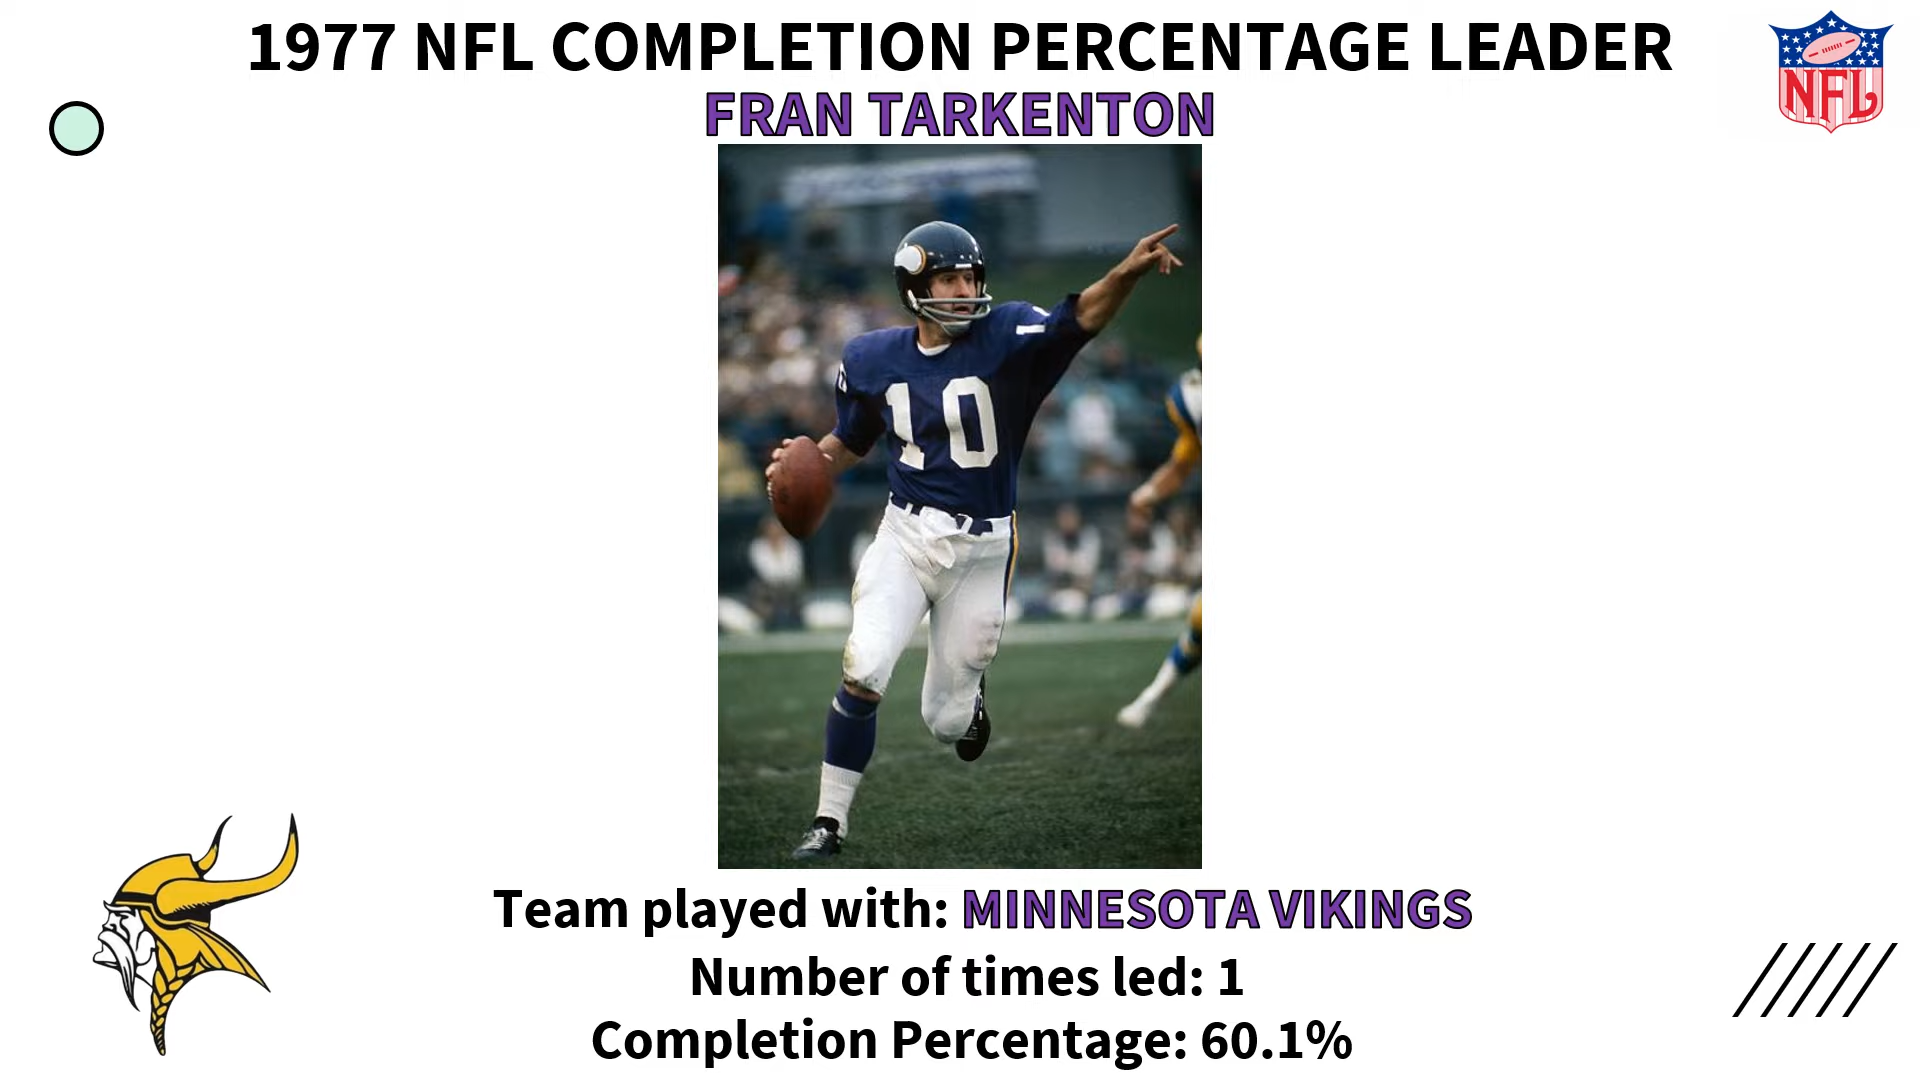 1977 NFL COMPLETION PERCENTAGE LEADER
NFL
FRAN TARKENTON
1
10
Team played with: MINNESOTA VIKINGS
Number of times led: 1
Completion Percentage: 60.1%